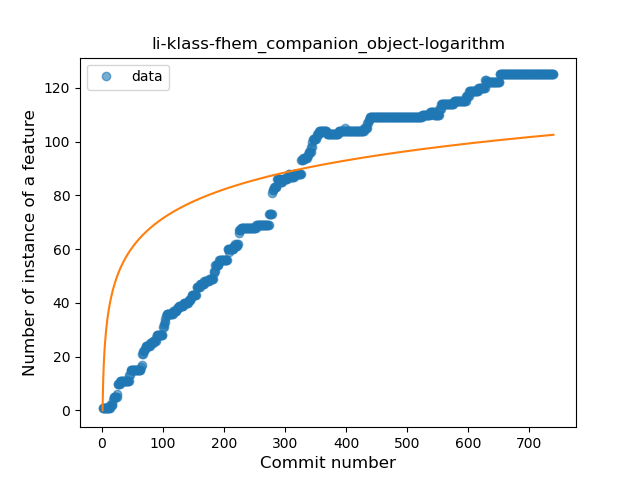 li-klass-fhem_companion_object-logarithm
data
Number of instance of a feature
120
100
80
60
40
20
0
0 100 200 300 400 500 600 700
Commit number